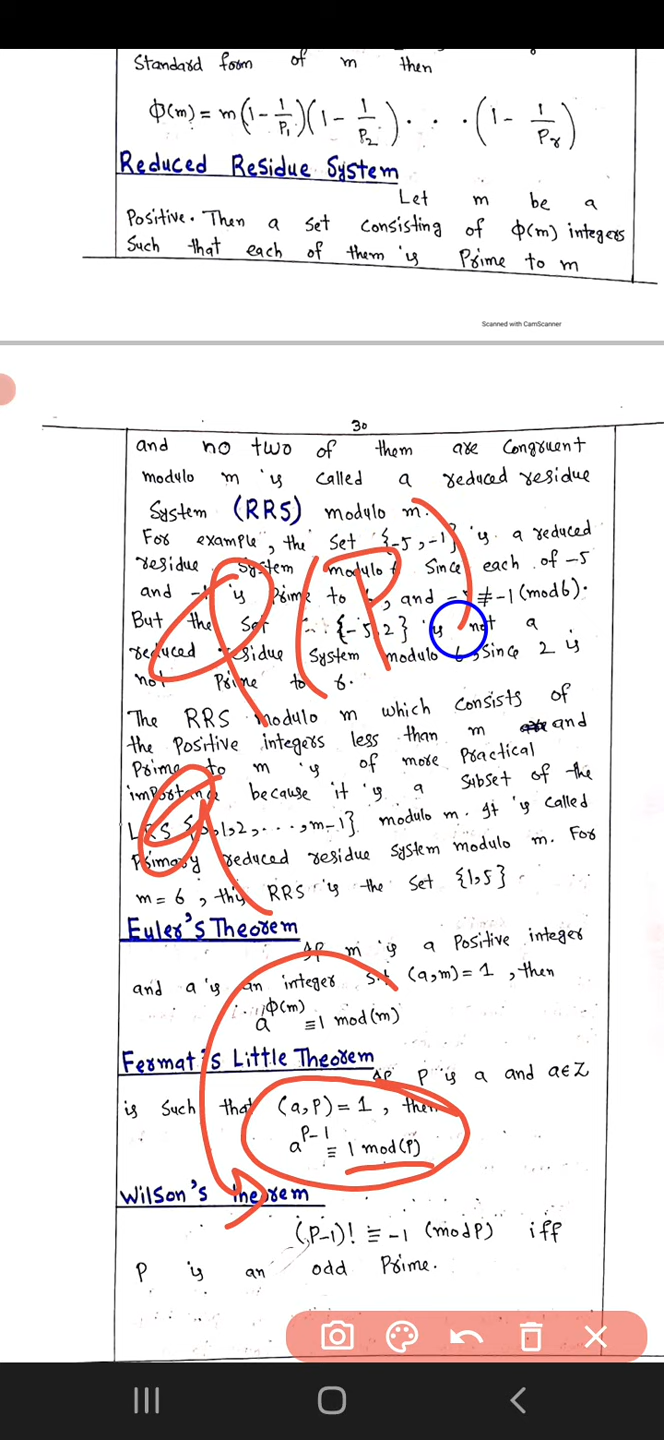 Standard form of m then
φ(m) = m(1 - 1/P₁)(1 - 1/P₂) . . . (1 - 1/Pᵣ)
Reduced Residue System
Let m be a
Positive. Then a set consisting of φ(m) integers
Such that each of them is Prime to m
Scanned with CamScanner
30
and no two of them are Congruent
modulo m is called a reduced residue
System (RRS) modulo m.
For example, the set {-5, -1} is a reduced
residue System modulo Since each of -5
and is Prime to , and ≢ -1 (mod 6).
But the Set {-5, 2} is not a
reduced residue System modulo 6, Since 2 is
not Prime to 6.
The RRS modulo m which consists of
the Positive integers less than m and
Prime to m is of more Practical
importance because it is a Subset of the
{0, 1, 2, . . . , m-1} modulo m. It is called
Primary reduced residue System modulo m. For
m = 6, this RRS is the Set {1, 5}
φ(P)
a
Euler's Theorem
If m is a Positive integer
and a is an integer s.t (a, m) = 1, then
a^φ(m) ≡ 1 mod(m)
Fermat's Little Theorem
If P is a and a∈Z
is Such that (a, P) = 1, then
a^P-1 ≡ 1 mod(P)
Wilson's theorem
(P-1)! ≡ -1 (mod P) iff
P is an odd Prime.